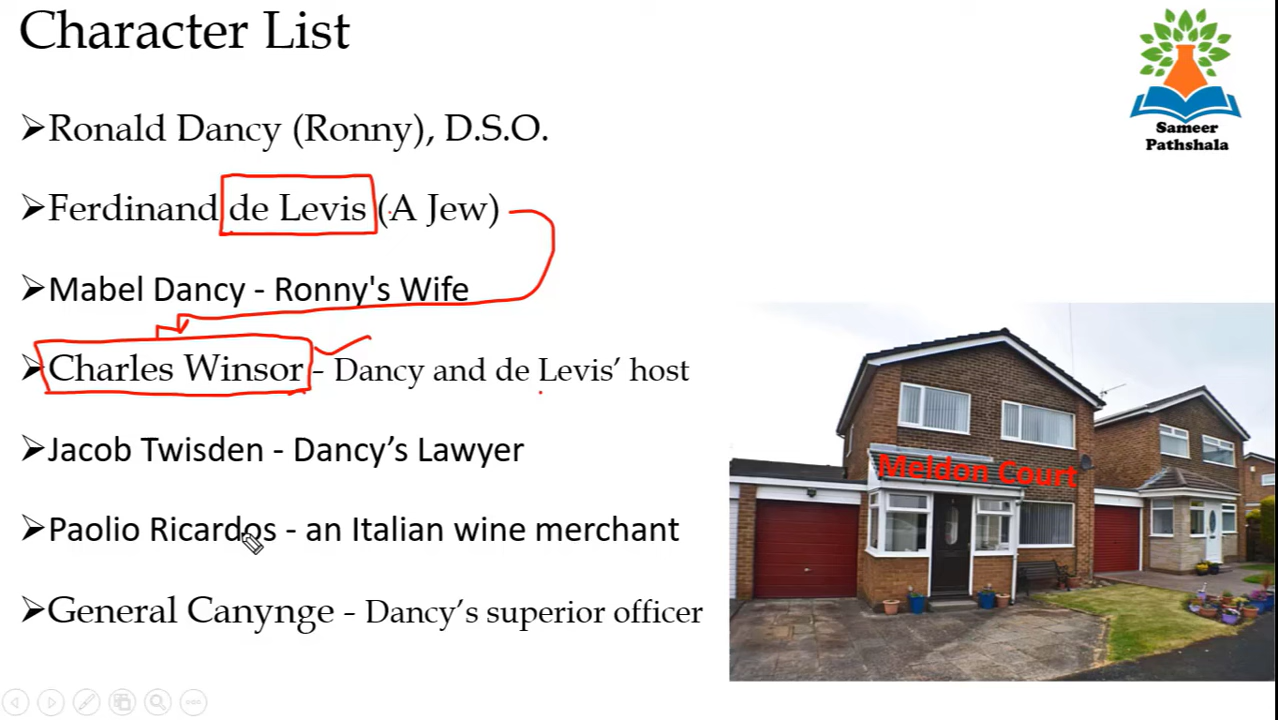 Character List
Sameer
Pathshala
➢Ronald Dancy (Ronny), D.S.O.
➢Ferdinand de Levis (A Jew)
➢Mabel Dancy - Ronny's Wife
➢Charles Winsor - Dancy and de Levis’ host
➢Jacob Twisden - Dancy’s Lawyer
➢Paolio Ricardos - an Italian wine merchant
➢General Canynge - Dancy’s superior officer
Meldon Court